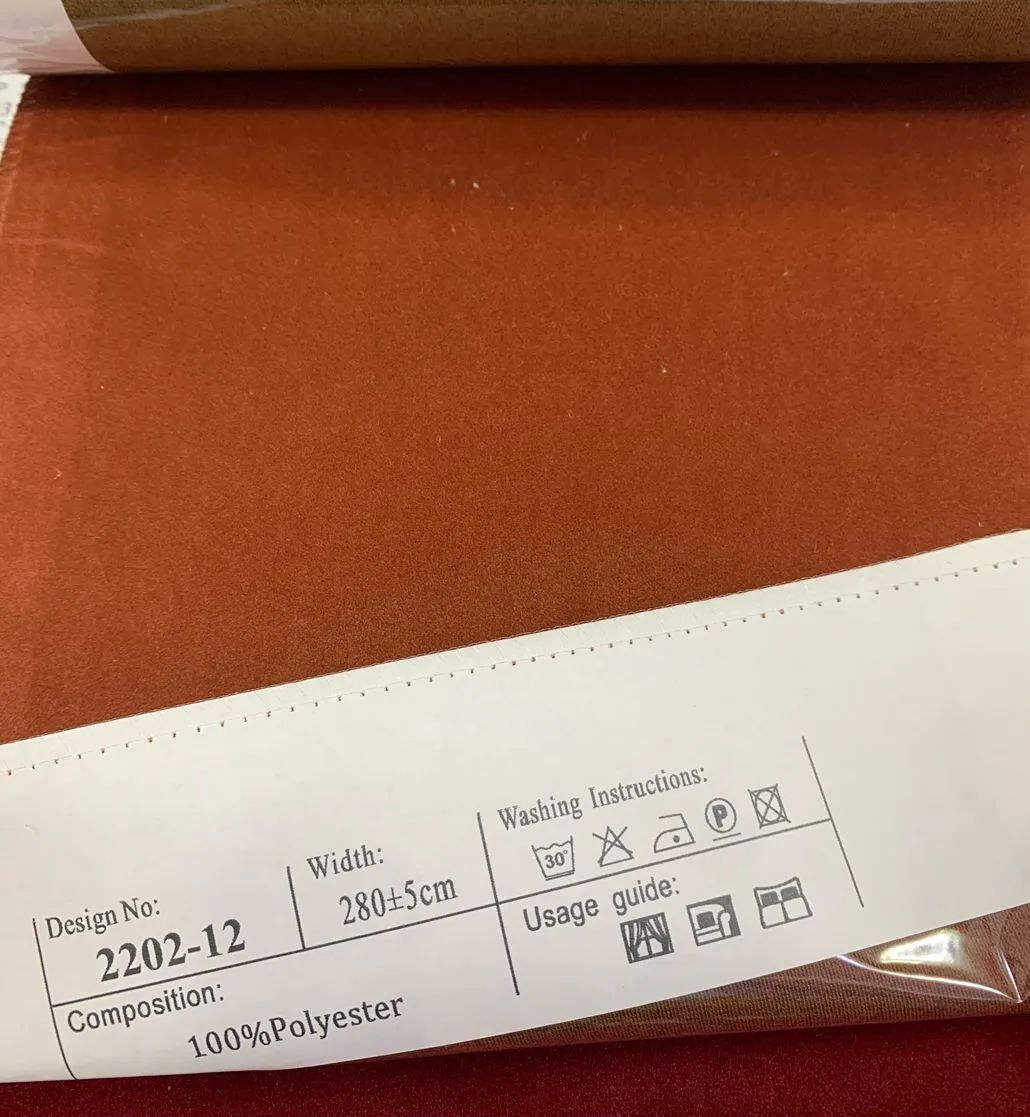 Design No:
2202-12
Width:
280±5cm
Washing Instructions:
30°
P
Composition:
100%Polyester
Usage guide: